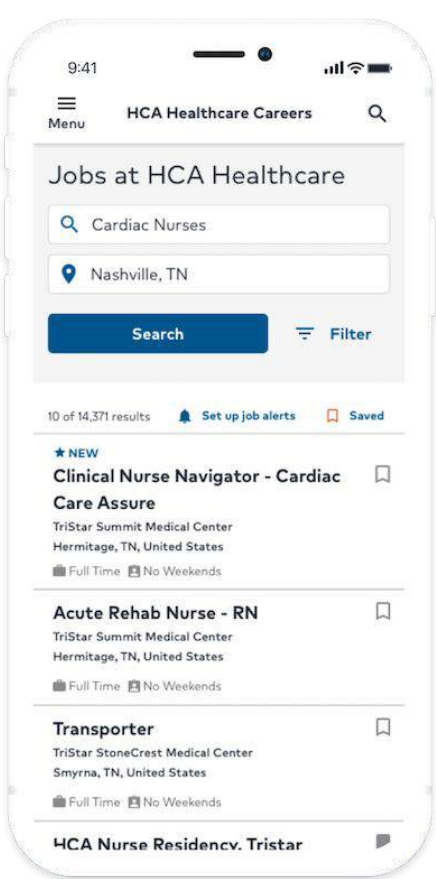 9:41
Menu
HCA Healthcare Careers
Jobs at HCA Healthcare
Cardiac Nurses
Nashville, TN
Search
Filter
10 of 14,371 results
Set up job alerts
Saved
NEW
Clinical Nurse Navigator - Cardiac
Care Assure
TriStar Summit Medical Center
Hermitage, TN, United States
Full Time
No Weekends
Acute Rehab Nurse - RN
TriStar Summit Medical Center
Hermitage, TN, United States
Full Time
No Weekends
Transporter
TriStar StoneCrest Medical Center
Smyrna, TN, United States
Full Time
No Weekends
HCA Nurse Residency, Tristar